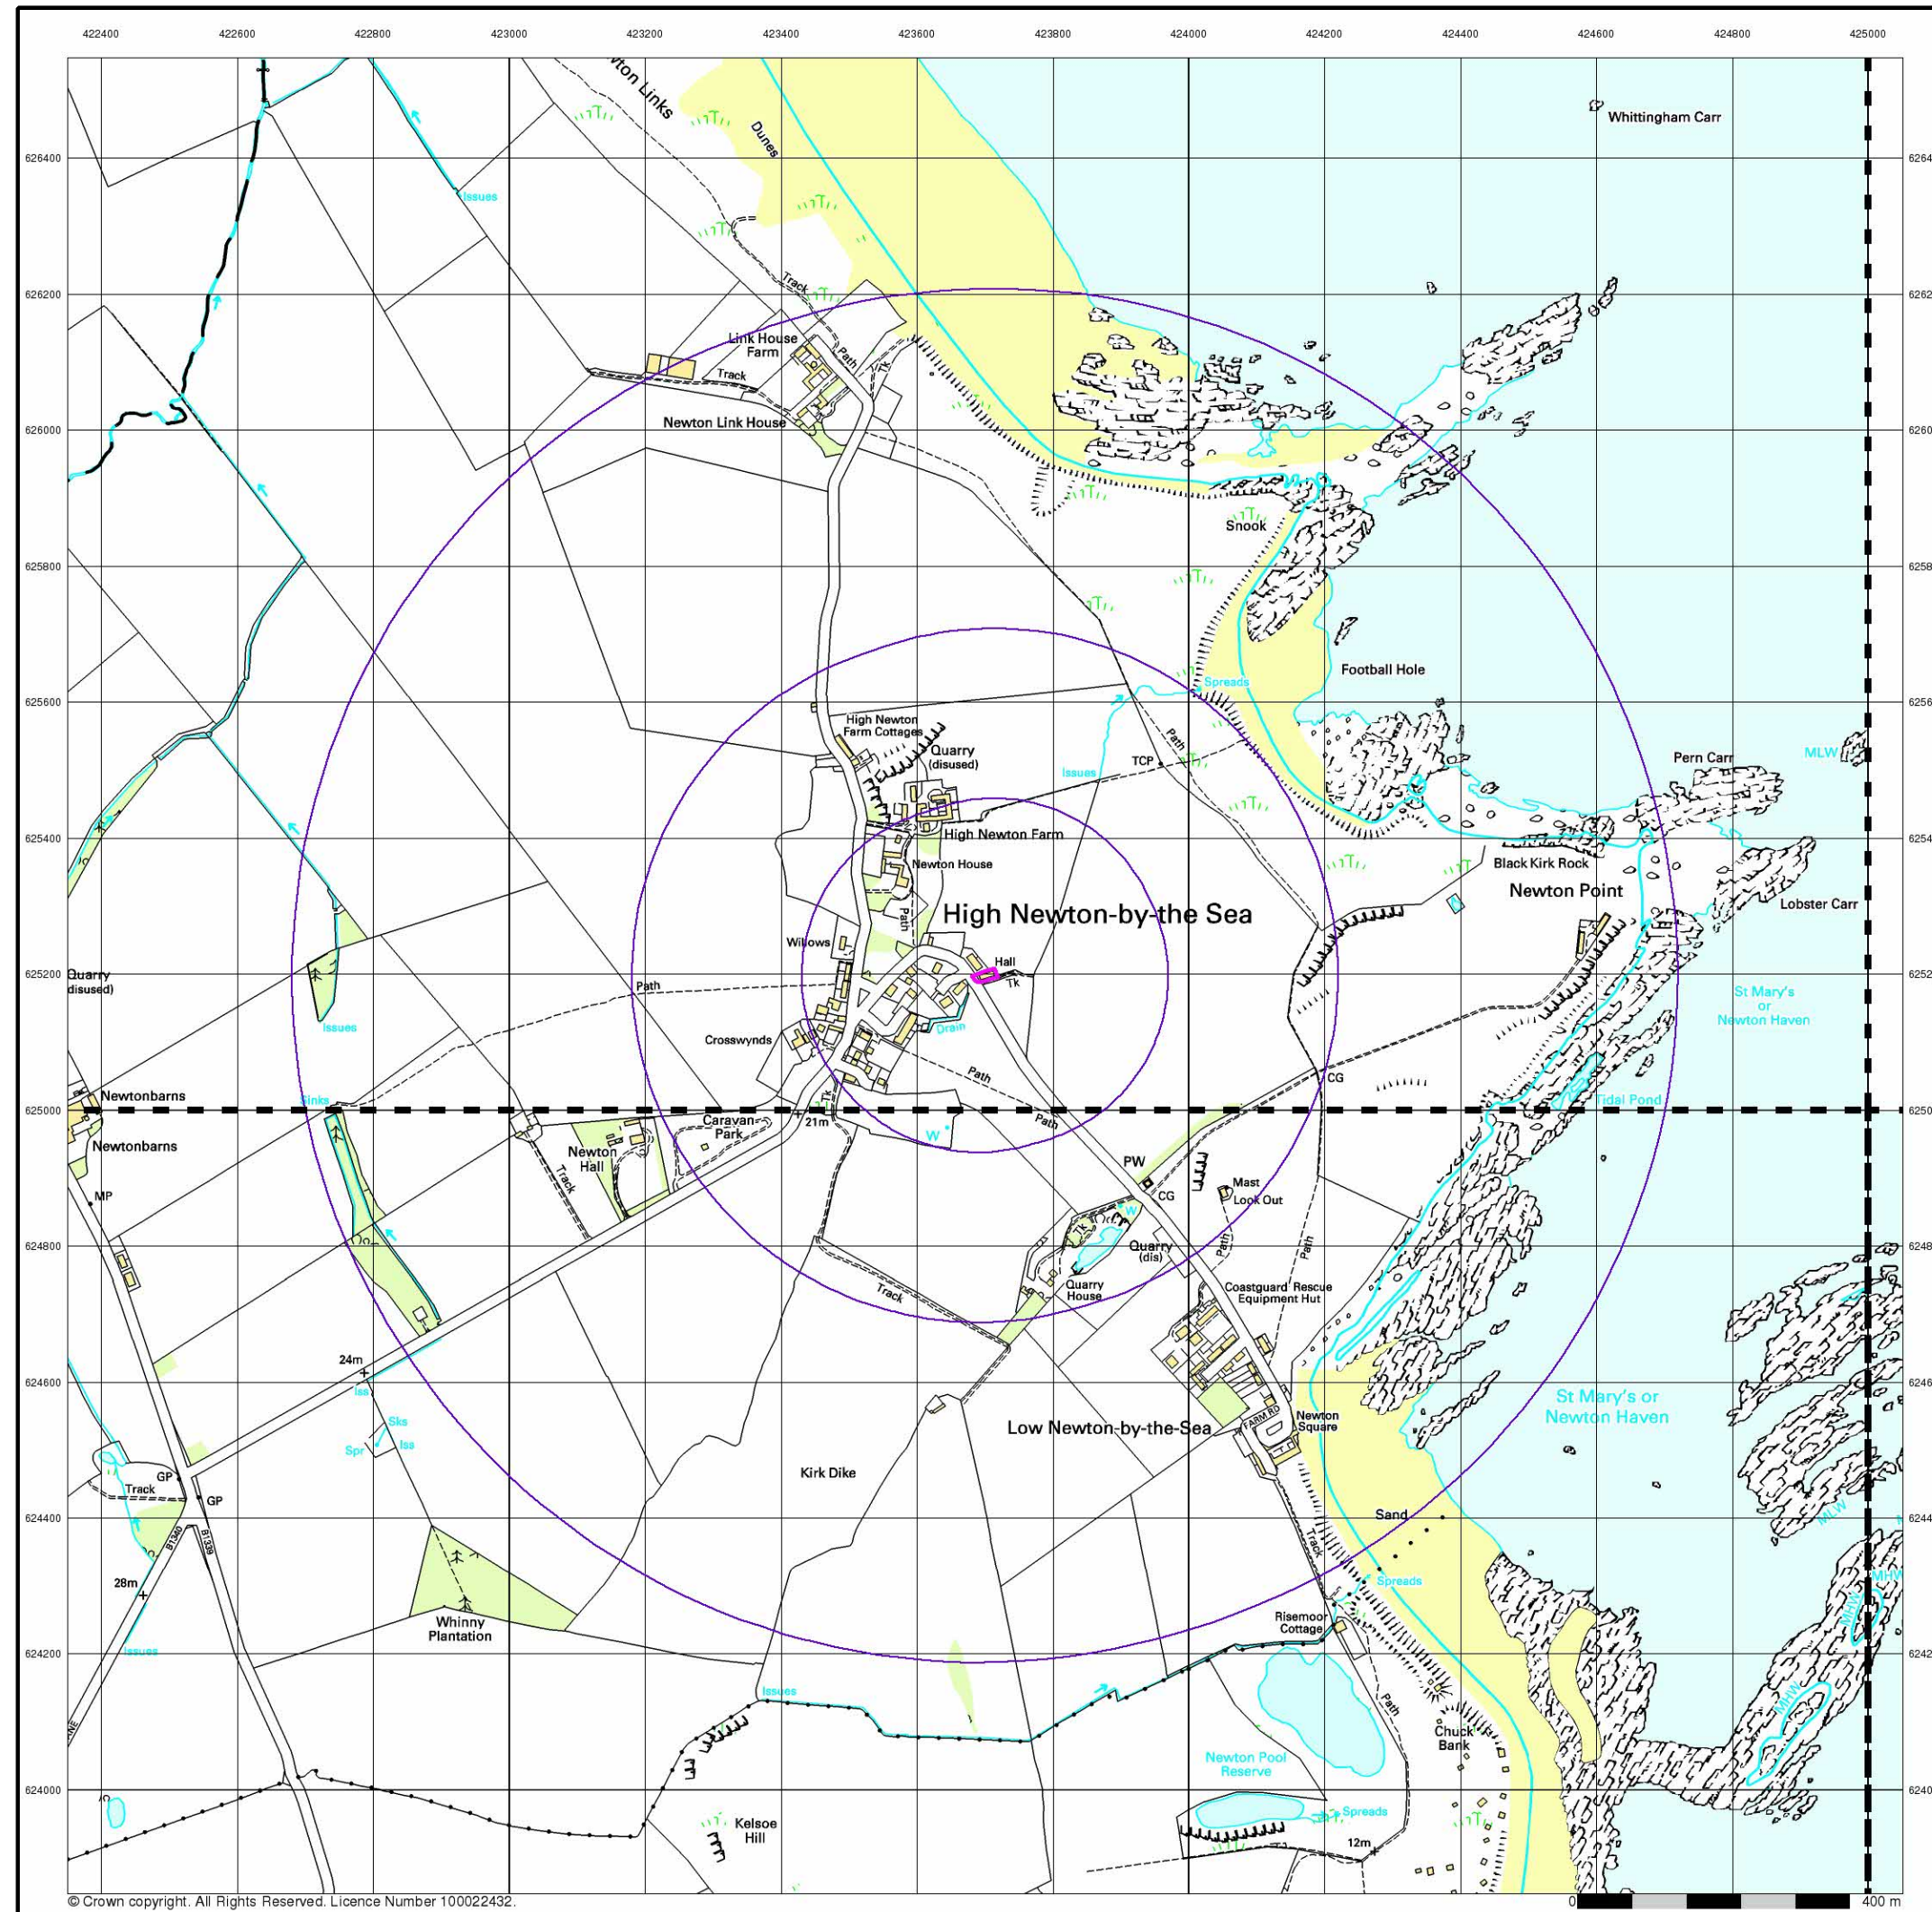 422400 422600 422800 423000 423200 423400 423600 423800 424000 424200 424400 424600 424800 425000
Dunes
Whittingham Carr
626400
Issues
Track
626200
Link House
Farm
Path
Track
Newton Link House
626000
Snook
625800
Football Hole
Spreads
625600
High Newton
Farm Cottages
Quarry
(disused)
Path
TCP
Issues
Pern Carr
MLW
625400
High Newton Farm
Newton House
Black Kirk Rock
Newton Point
Lobster Carr
Path
High Newton-by-the Sea
Willows
Hall
Tk
625200
Quarry
disused)
Path
St Mary's
or
Newton Haven
Issues
Drain
Crosswynds
Path
CG
Tidal Pond
Newtonbarns
Sinks
625000
Tk
21m
Caravan
Park
W
Path
Newtonbarns
Newton
Hall
Track
PW
CG
Mast
Look Out
MP
W
Tk
Quarry
(dis)
Path
Path
624800
Quarry
House
Track
Coastguard Rescue
Equipment Hut
24m
Iss
624600
Sks
Spr
Iss
Low Newton-by-the-Sea
FARM RD
Newton
Square
St Mary's or
Newton Haven
Kirk Dike
GP
Track
GP
B1340
B1339
Sand
Track
MLW
624400
28m
Spreads
MHW
MHW
Whinny
Plantation
Risemoor
Cottage
Issues
624200
Issues
Path
MHW
Chuck
Bank
Newton Pool
Reserve
624000
Kelsoe
Hill
Spreads
12m
© Crown copyright. All Rights Reserved. Licence Number 100022432.
0 400 m